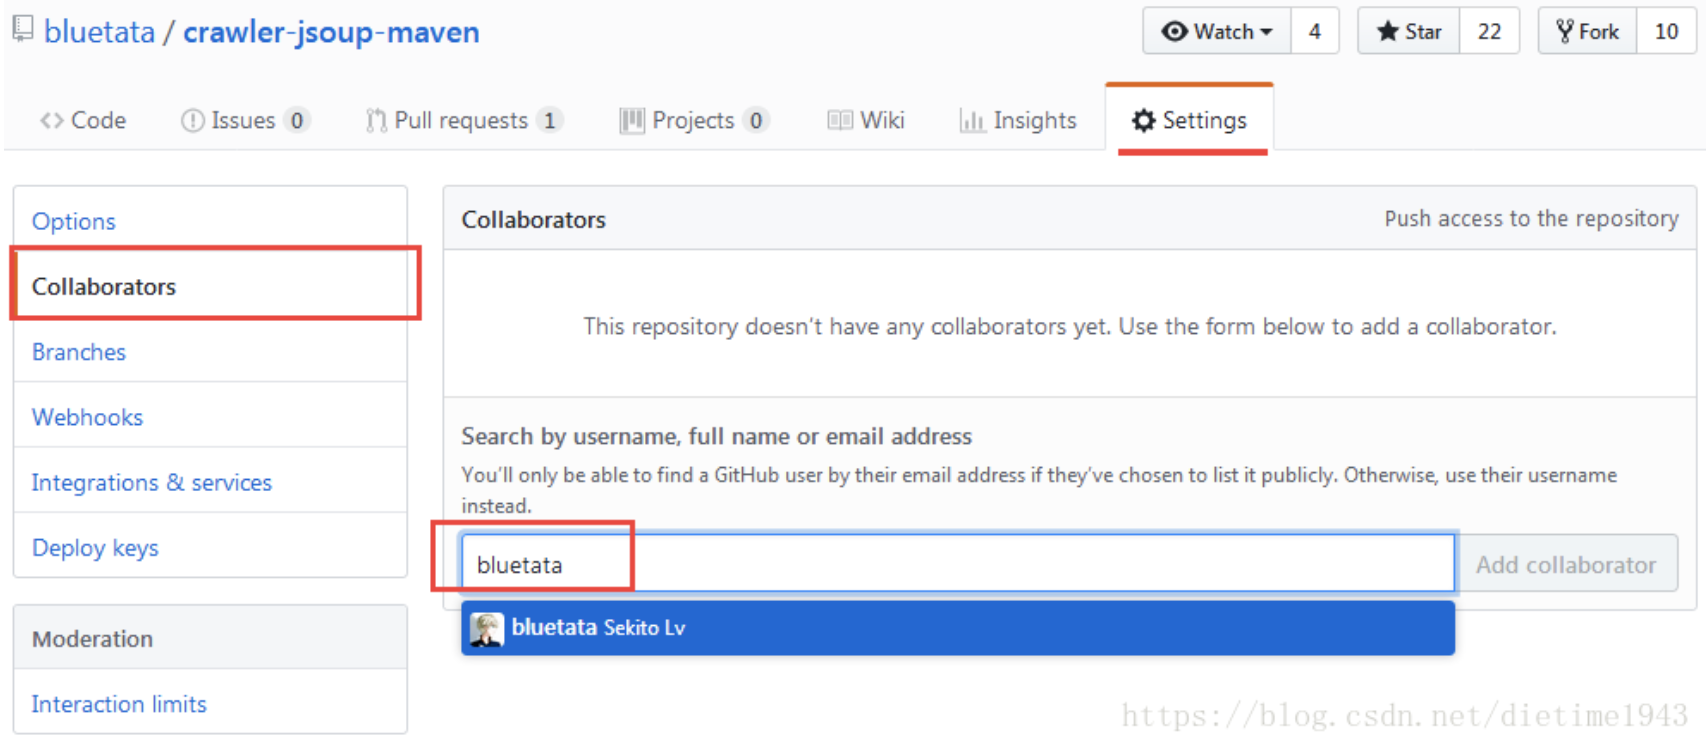 bluetata / crawler-jsoup-maven
Watch 4 Star 22 Fork 10
Code Issues 0 Pull requests 1 Projects 0 Wiki Insights Settings
Options
Collaborators
Branches
Webhooks
Integrations & services
Deploy keys
Moderation
Interaction limits
Collaborators Push access to the repository
This repository doesn't have any collaborators yet. Use the form below to add a collaborator.
Search by username, full name or email address
You'll only be able to find a GitHub user by their email address if they've chosen to list it publicly. Otherwise, use their username
instead.
bluetata Add collaborator
bluetata Sekito Lv
https://blog.csdn.net/dietime1943